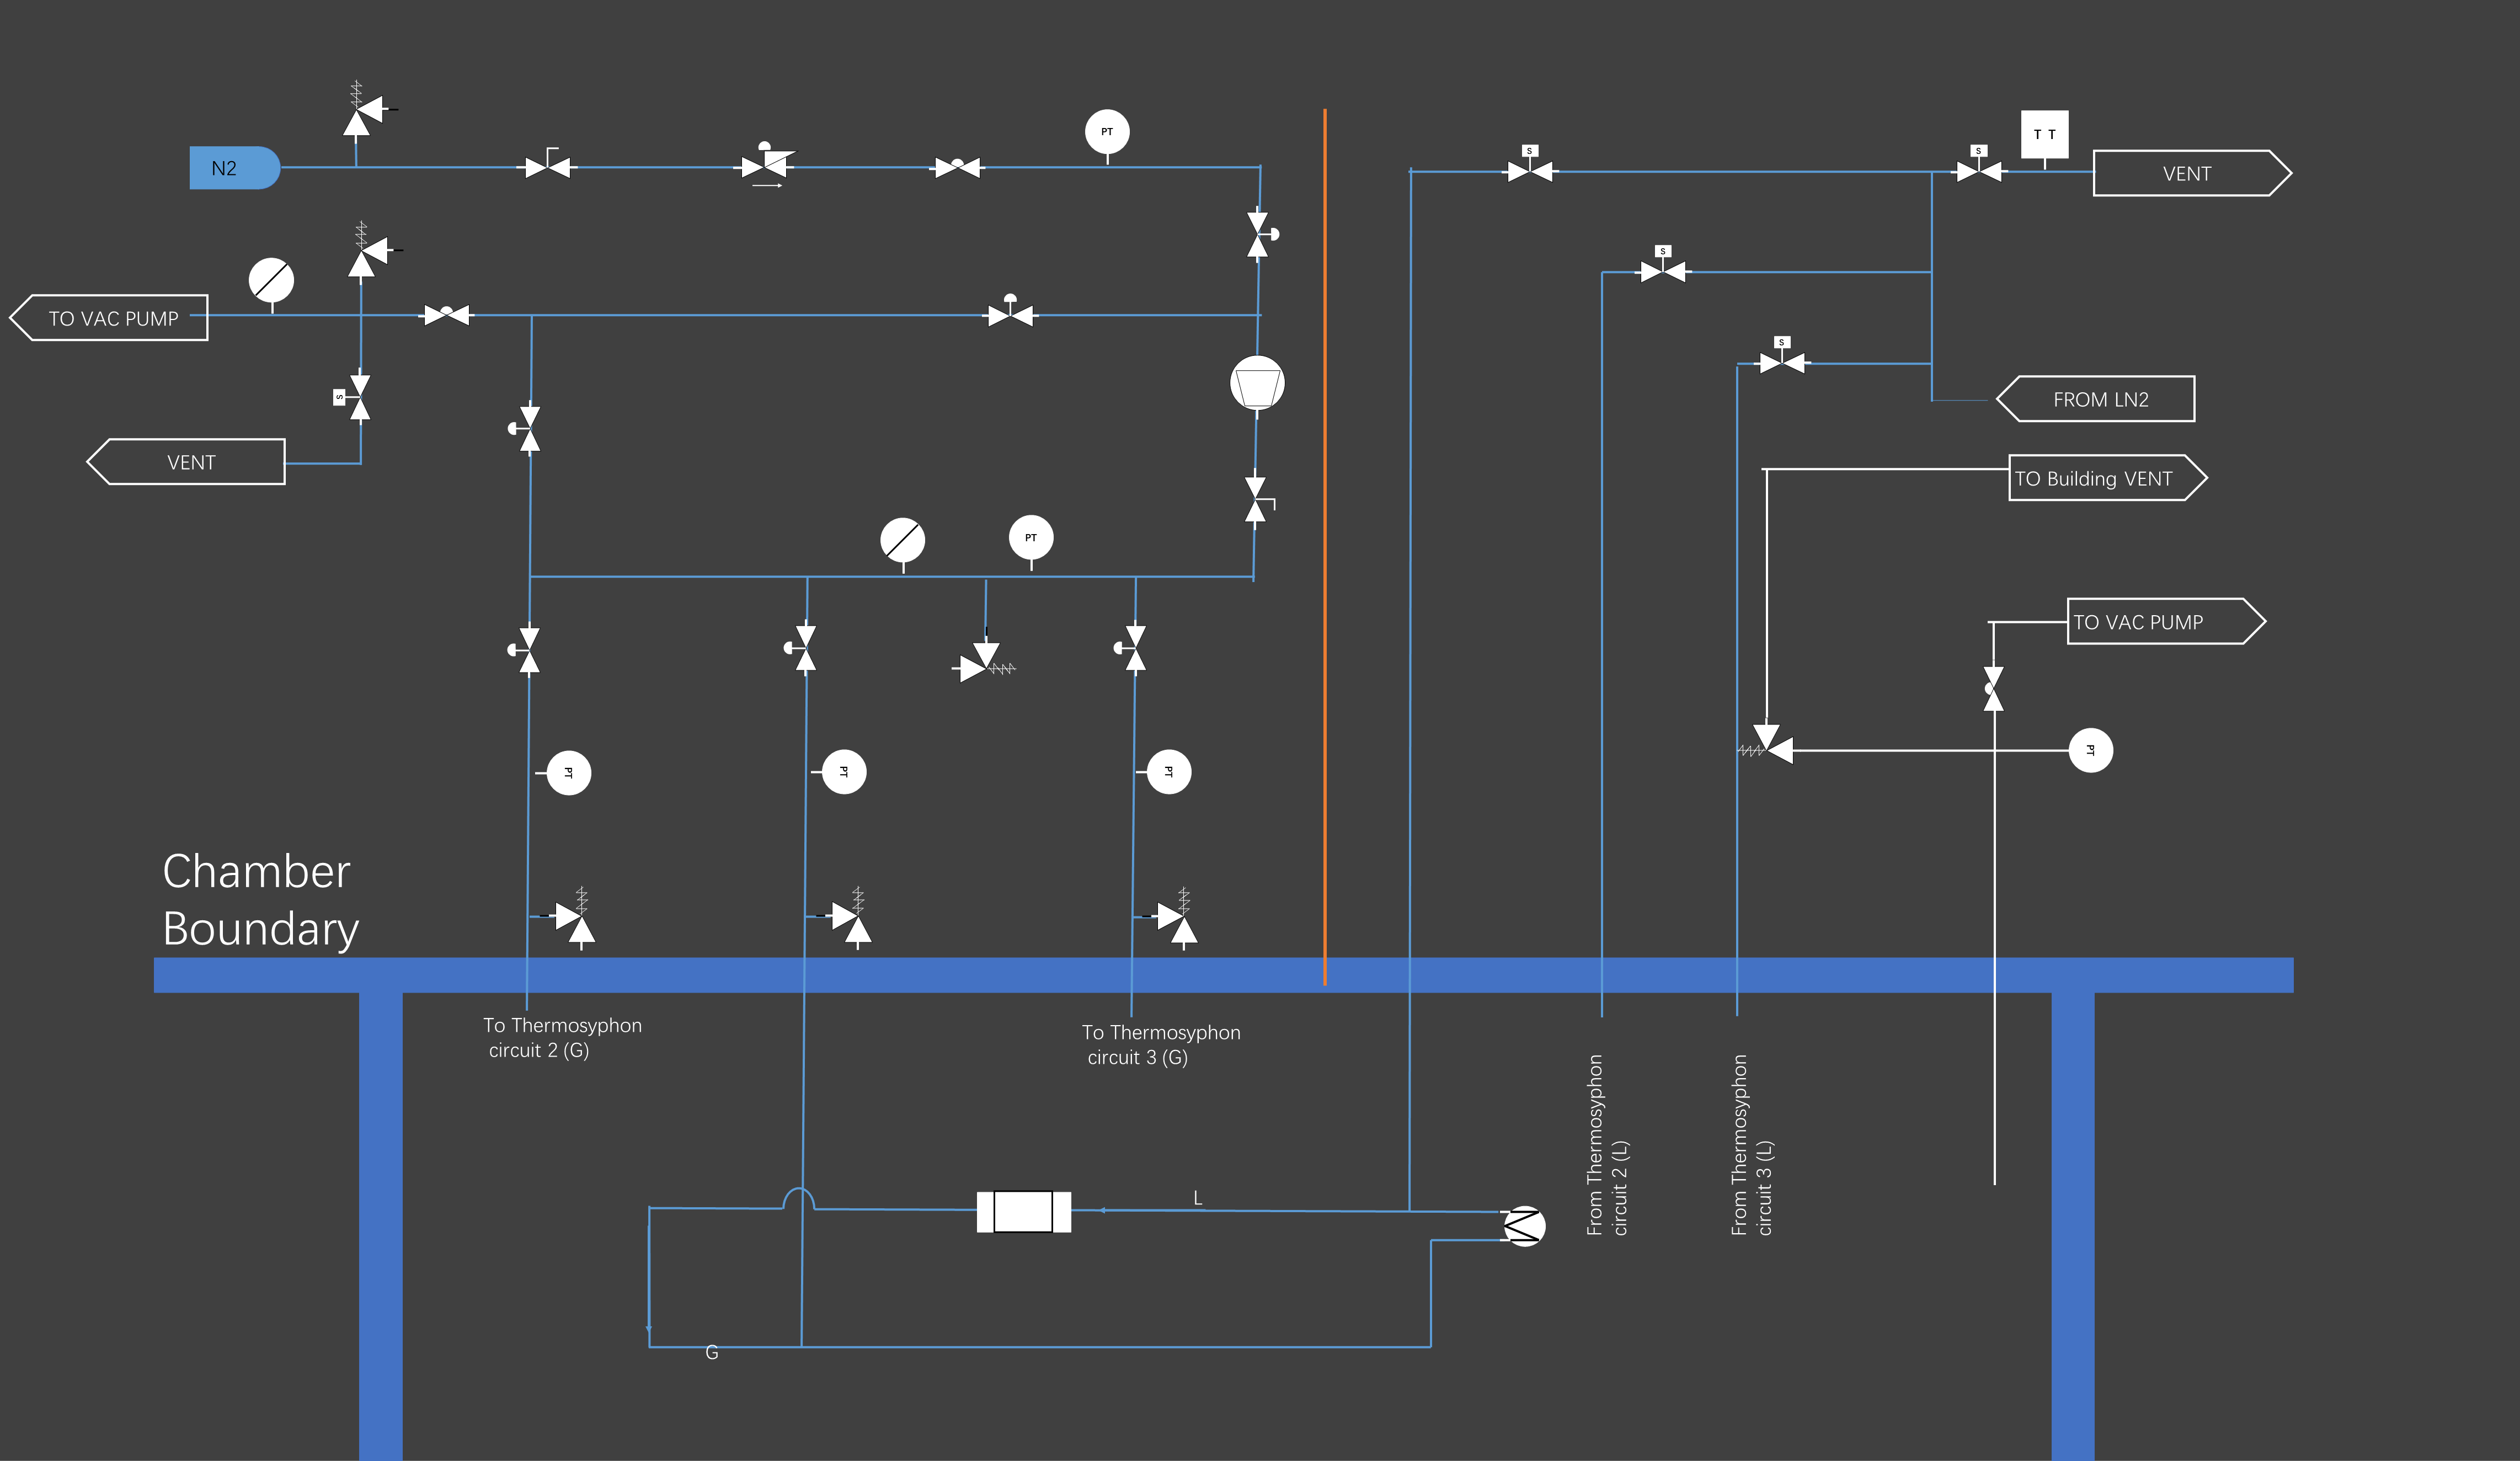 PT
T T
N2
S
S
VENT
S
TO VAC PUMP
S
S
FROM LN2
VENT
TO Building VENT
PT
TO VAC PUMP
PT
PT
PT
PT
Chamber
Boundary
To Thermosyphon
circuit 2 (G)
To Thermosyphon
circuit 3 (G)
From Thermosyphon
circuit 2 (L)
From Thermosyphon
circuit 3 (L)
L
G